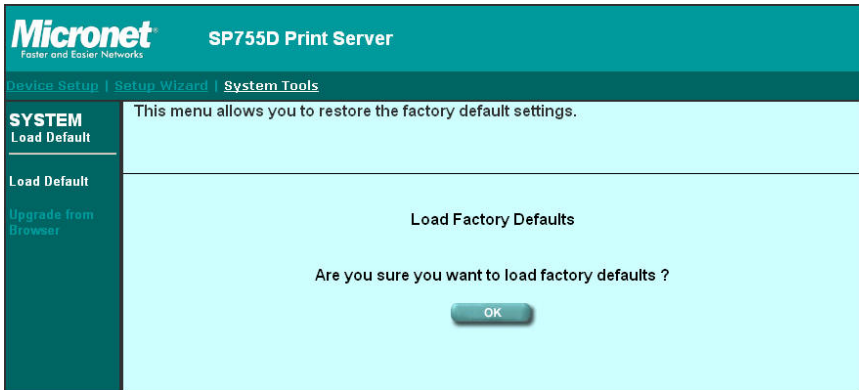 Micronet
Faster and Easier Networks
SP755D Print Server
Device Setup | Setup Wizard | System Tools
SYSTEM
Load Default
Load Default
Upgrade from
Browser
This menu allows you to restore the factory default settings.
Load Factory Defaults
Are you sure you want to load factory defaults ?
OK